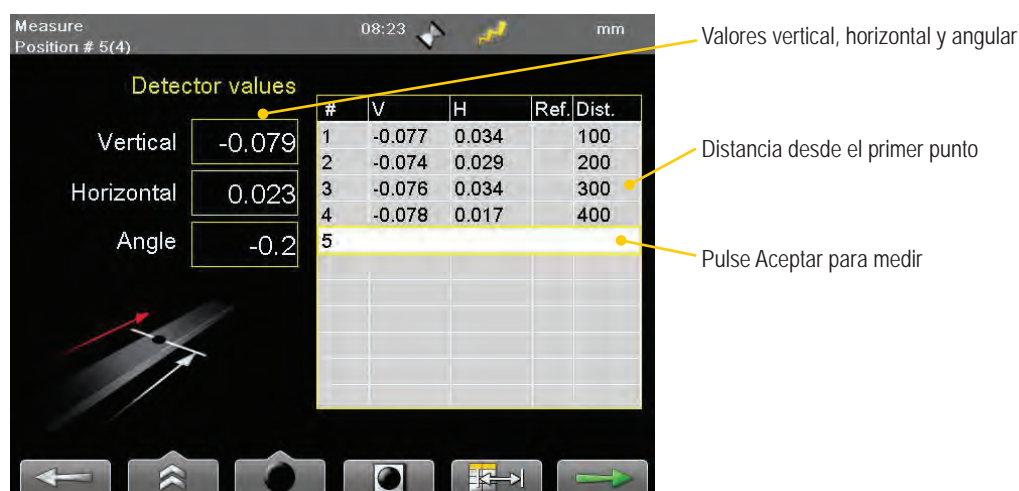 Measure 08:23 mm
Position # 5(4)
Detector values
Vertical -0.079
Horizontal 0.023
Angle -0.2
# V H Ref. Dist.
1 -0.077 0.034 100
2 -0.074 0.029 200
3 -0.076 0.034 300
4 -0.078 0.017 400
5
Valores vertical, horizontal y angular
Distancia desde el primer punto
Pulse Aceptar para medir